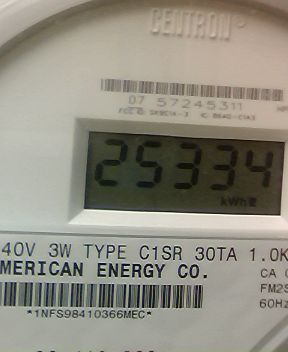 CENTRON
07 57245311
25334
kWh
40V 3W TYPE C1SR 30TA 1.0K
MERICAN ENERGY CO.
CA
FM2S
60Hz
*1NFS98410366MEC*